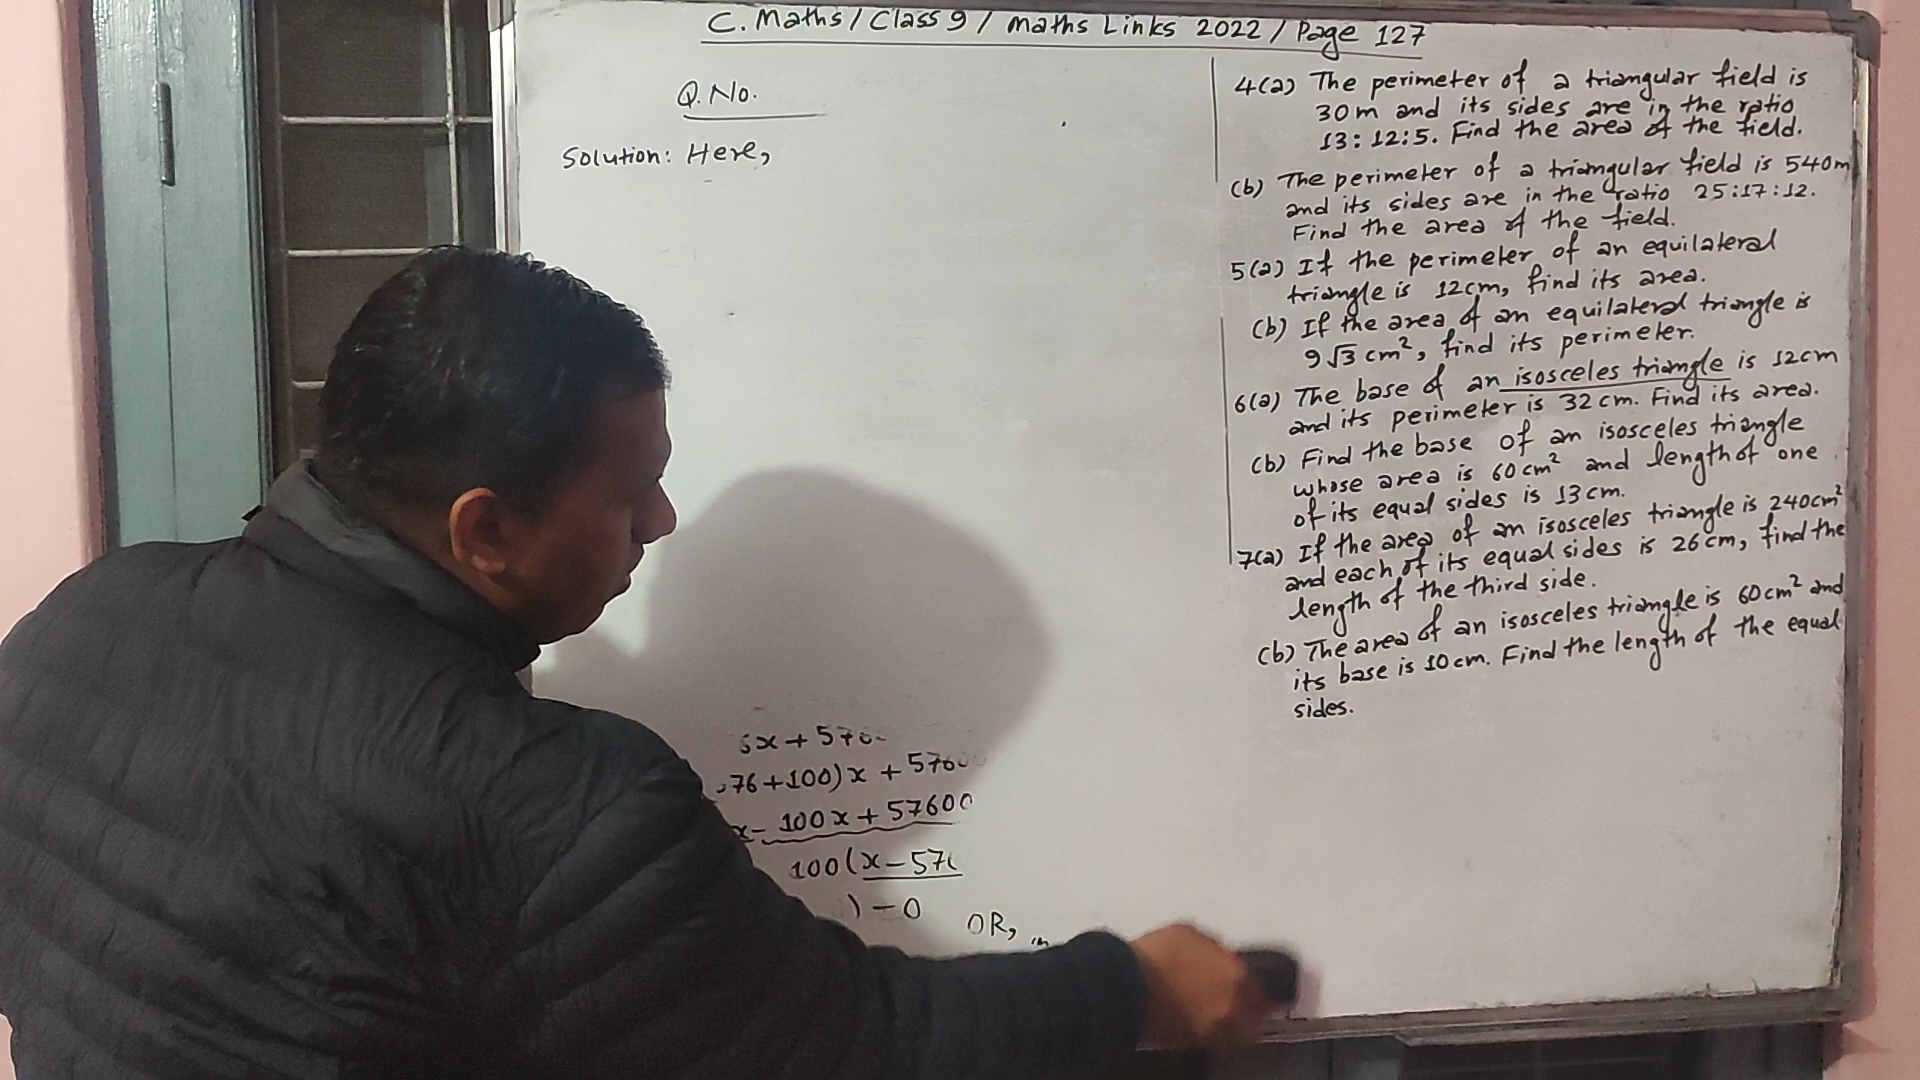 C. Maths / Class 9 / Maths Links 2022 / Page 127
Q. No.
Solution: Here,
6x + 576
76+100)x + 5760
x- 100x + 57600
100(x-57
) - 0
OR,
4(a) The perimeter of a triangular field is
30m and its sides are in the ratio
13:12:5. Find the area of the field.
(b) The perimeter of a triangular field is 540m
and its sides are in the ratio 25:17:12.
Find the area of the field.
5(a) If the perimeter of an equilateral
triangle is 12cm, find its area.
(b) If the area of an equilateral triangle is
9√3 cm², find its perimeter.
6(a) The base of an isosceles triangle is 12cm
and its perimeter is 32cm. Find its area.
(b) Find the base of an isosceles triangle
whose area is 60cm² and length of one
of its equal sides is 13cm.
7(a) If the area of an isosceles triangle is 240cm²
and each of its equal sides is 26cm, find the
length of the third side.
(b) The area of an isosceles triangle is 60cm² and
its base is 10cm. Find the length of the equal
sides.